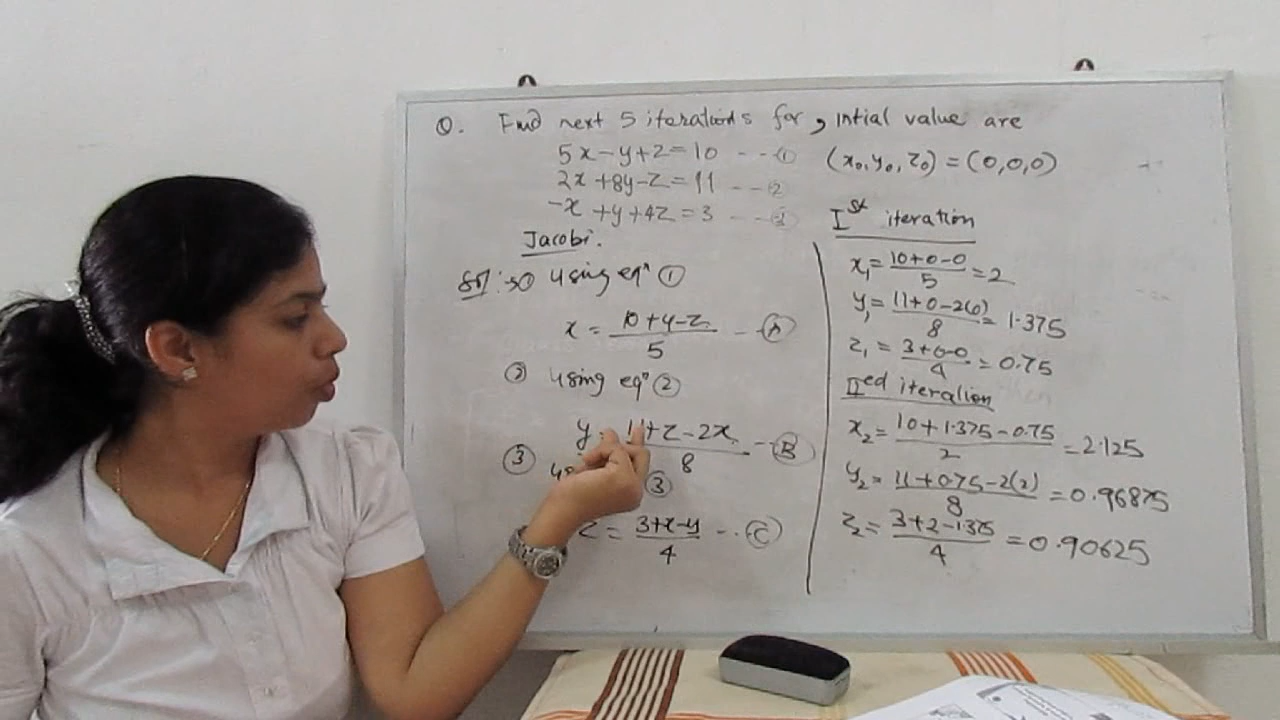 Q. Find next 5 iterations for, intial value are
5x-y+z=10 --- ①
2x+8y-z=11 --- ②
-x+y+4z=3 --- ③
(x₀,y₀,z₀)=(0,0,0)
Jacobi.
Solⁿ:→① using eqⁿ ①
x = (10+y-z)/5 -- Ⓐ
② using eqⁿ ②
y = (11+z-2x)/8 -- Ⓑ
③ ③
z = (3+x-y)/4 -- Ⓒ
Iˢᵗ iteration
x₁ = (10+0-0)/5 = 2
y₁ = (11+0-2(0))/8 = 1.375
z₁ = (3+0-0)/4 = 0.75
IIᵉᵈ iteration
x₂ = (10+1.375-0.75)/2 = 2.125
y₂ = (11+0.75-2(2))/8 = 0.96875
z₂ = (3+2-1.375)/4 = 0.90625